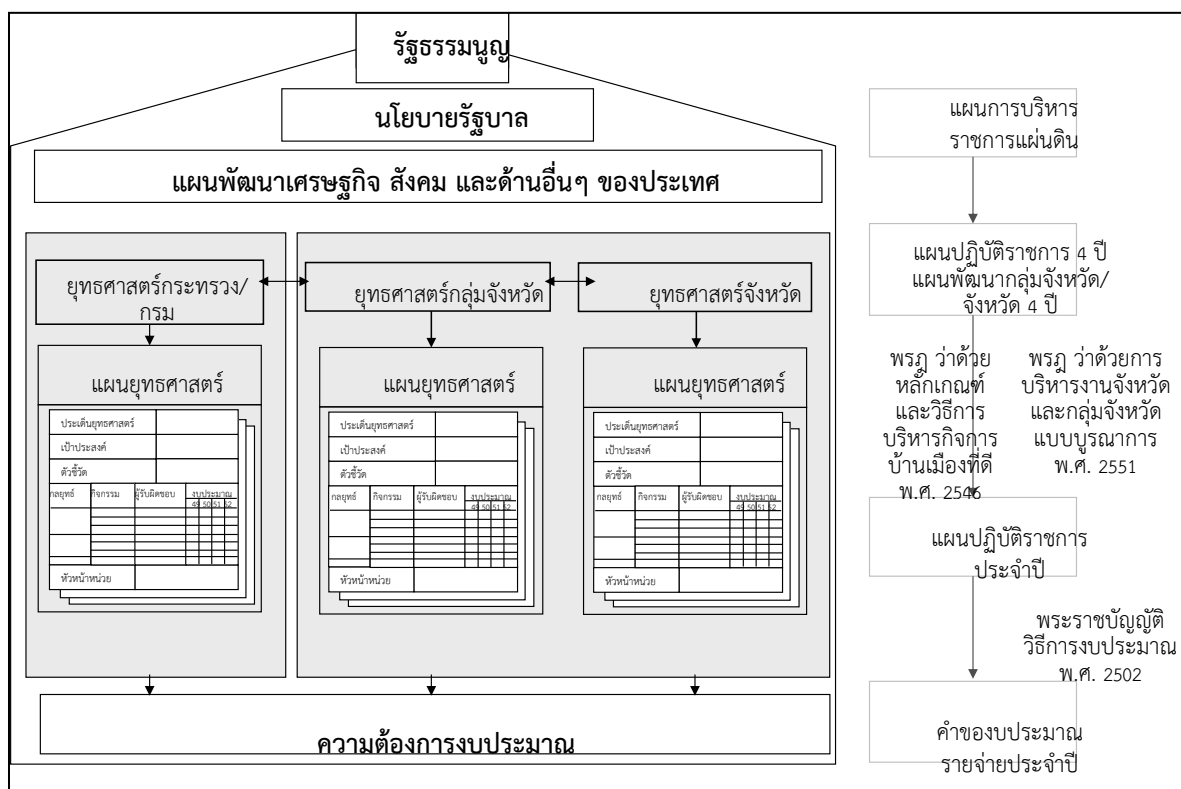 รัฐธรรมนูญ
นโยบายรัฐบาล
แผนพัฒนาเศรษฐกิจ สังคม และด้านอื่นๆ ของประเทศ
ยุทธศาสตร์กระทรวง/
กรม
ยุทธศาสตร์กลุ่มจังหวัด
ยุทธศาสตร์จังหวัด
แผนยุทธศาสตร์
ประเด็นยุทธศาสตร์
เป้าประสงค์
ตัวชี้วัด
กลยุทธ์ กิจกรรม ผู้รับผิดชอบ งบประมาณ
49 50 51 52
หัวหน้าหน่วย
แผนยุทธศาสตร์
ประเด็นยุทธศาสตร์
เป้าประสงค์
ตัวชี้วัด
กลยุทธ์ กิจกรรม ผู้รับผิดชอบ งบประมาณ
49 50 51 52
หัวหน้าหน่วย
แผนยุทธศาสตร์
ประเด็นยุทธศาสตร์
เป้าประสงค์
ตัวชี้วัด
กลยุทธ์ กิจกรรม ผู้รับผิดชอบ งบประมาณ
49 50 51 52
หัวหน้าหน่วย
ความต้องการงบประมาณ
แผนการบริหาร
ราชการแผ่นดิน
แผนปฏิบัติราชการ 4 ปี
แผนพัฒนากลุ่มจังหวัด/
จังหวัด 4 ปี
พรฎ ว่าด้วย
หลักเกณฑ์
และวิธีการ
บริหารกิจการ
บ้านเมืองที่ดี
พ.ศ. 2546
พรฎ ว่าด้วยการ
บริหารงานจังหวัด
และกลุ่มจังหวัด
แบบบูรณาการ
พ.ศ. 2551
แผนปฏิบัติราชการ
ประจำปี
พระราชบัญญัติ
วิธีการงบประมาณ
พ.ศ. 2502
คำของบประมาณ
รายจ่ายประจำปี